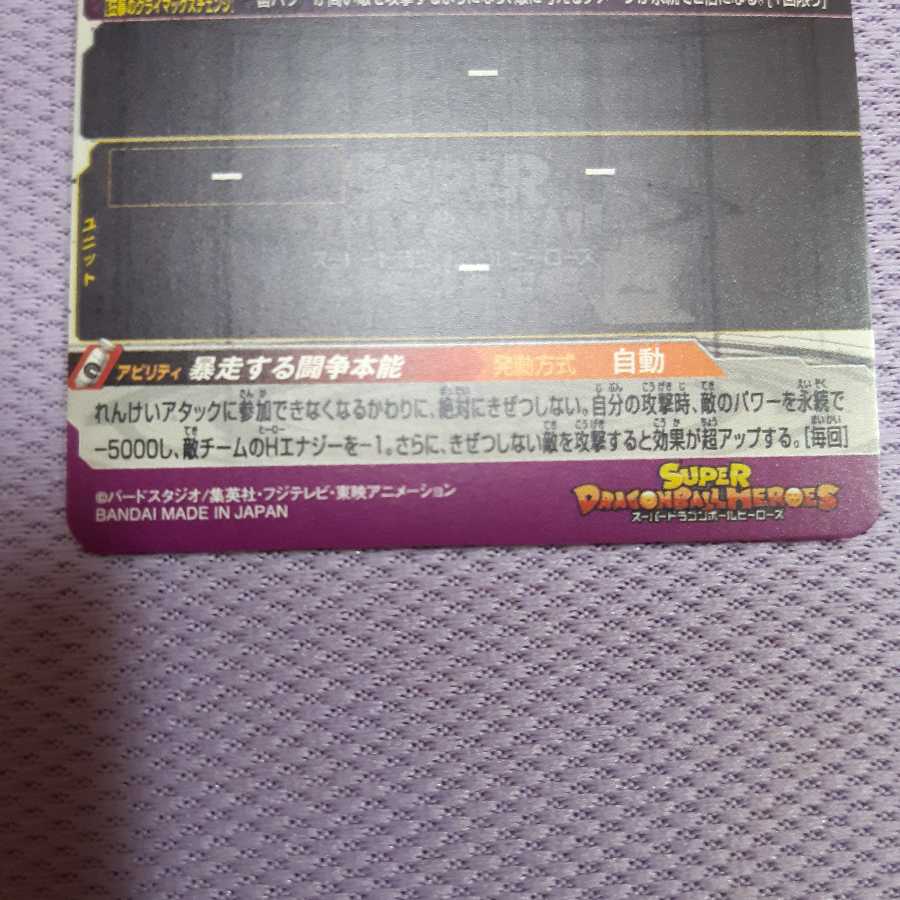 ユニット
アビリティ 暴走する闘争本能 発動方式 自動
れんけいアタックに参加できなくなるかわりに、絶対にきぜつしない。自分の攻撃時、敵のパワーを永続で
-5000し、敵チームのHエナジーを-1。さらに、きぜつしない敵を攻撃すると効果が超アップする。[毎回]
©バードスタジオ/集英社・フジテレビ・東映アニメーション
BANDAI MADE IN JAPAN
SUPER
DRAGONBALL HEROES
スーパードラゴンボールヒーローズ